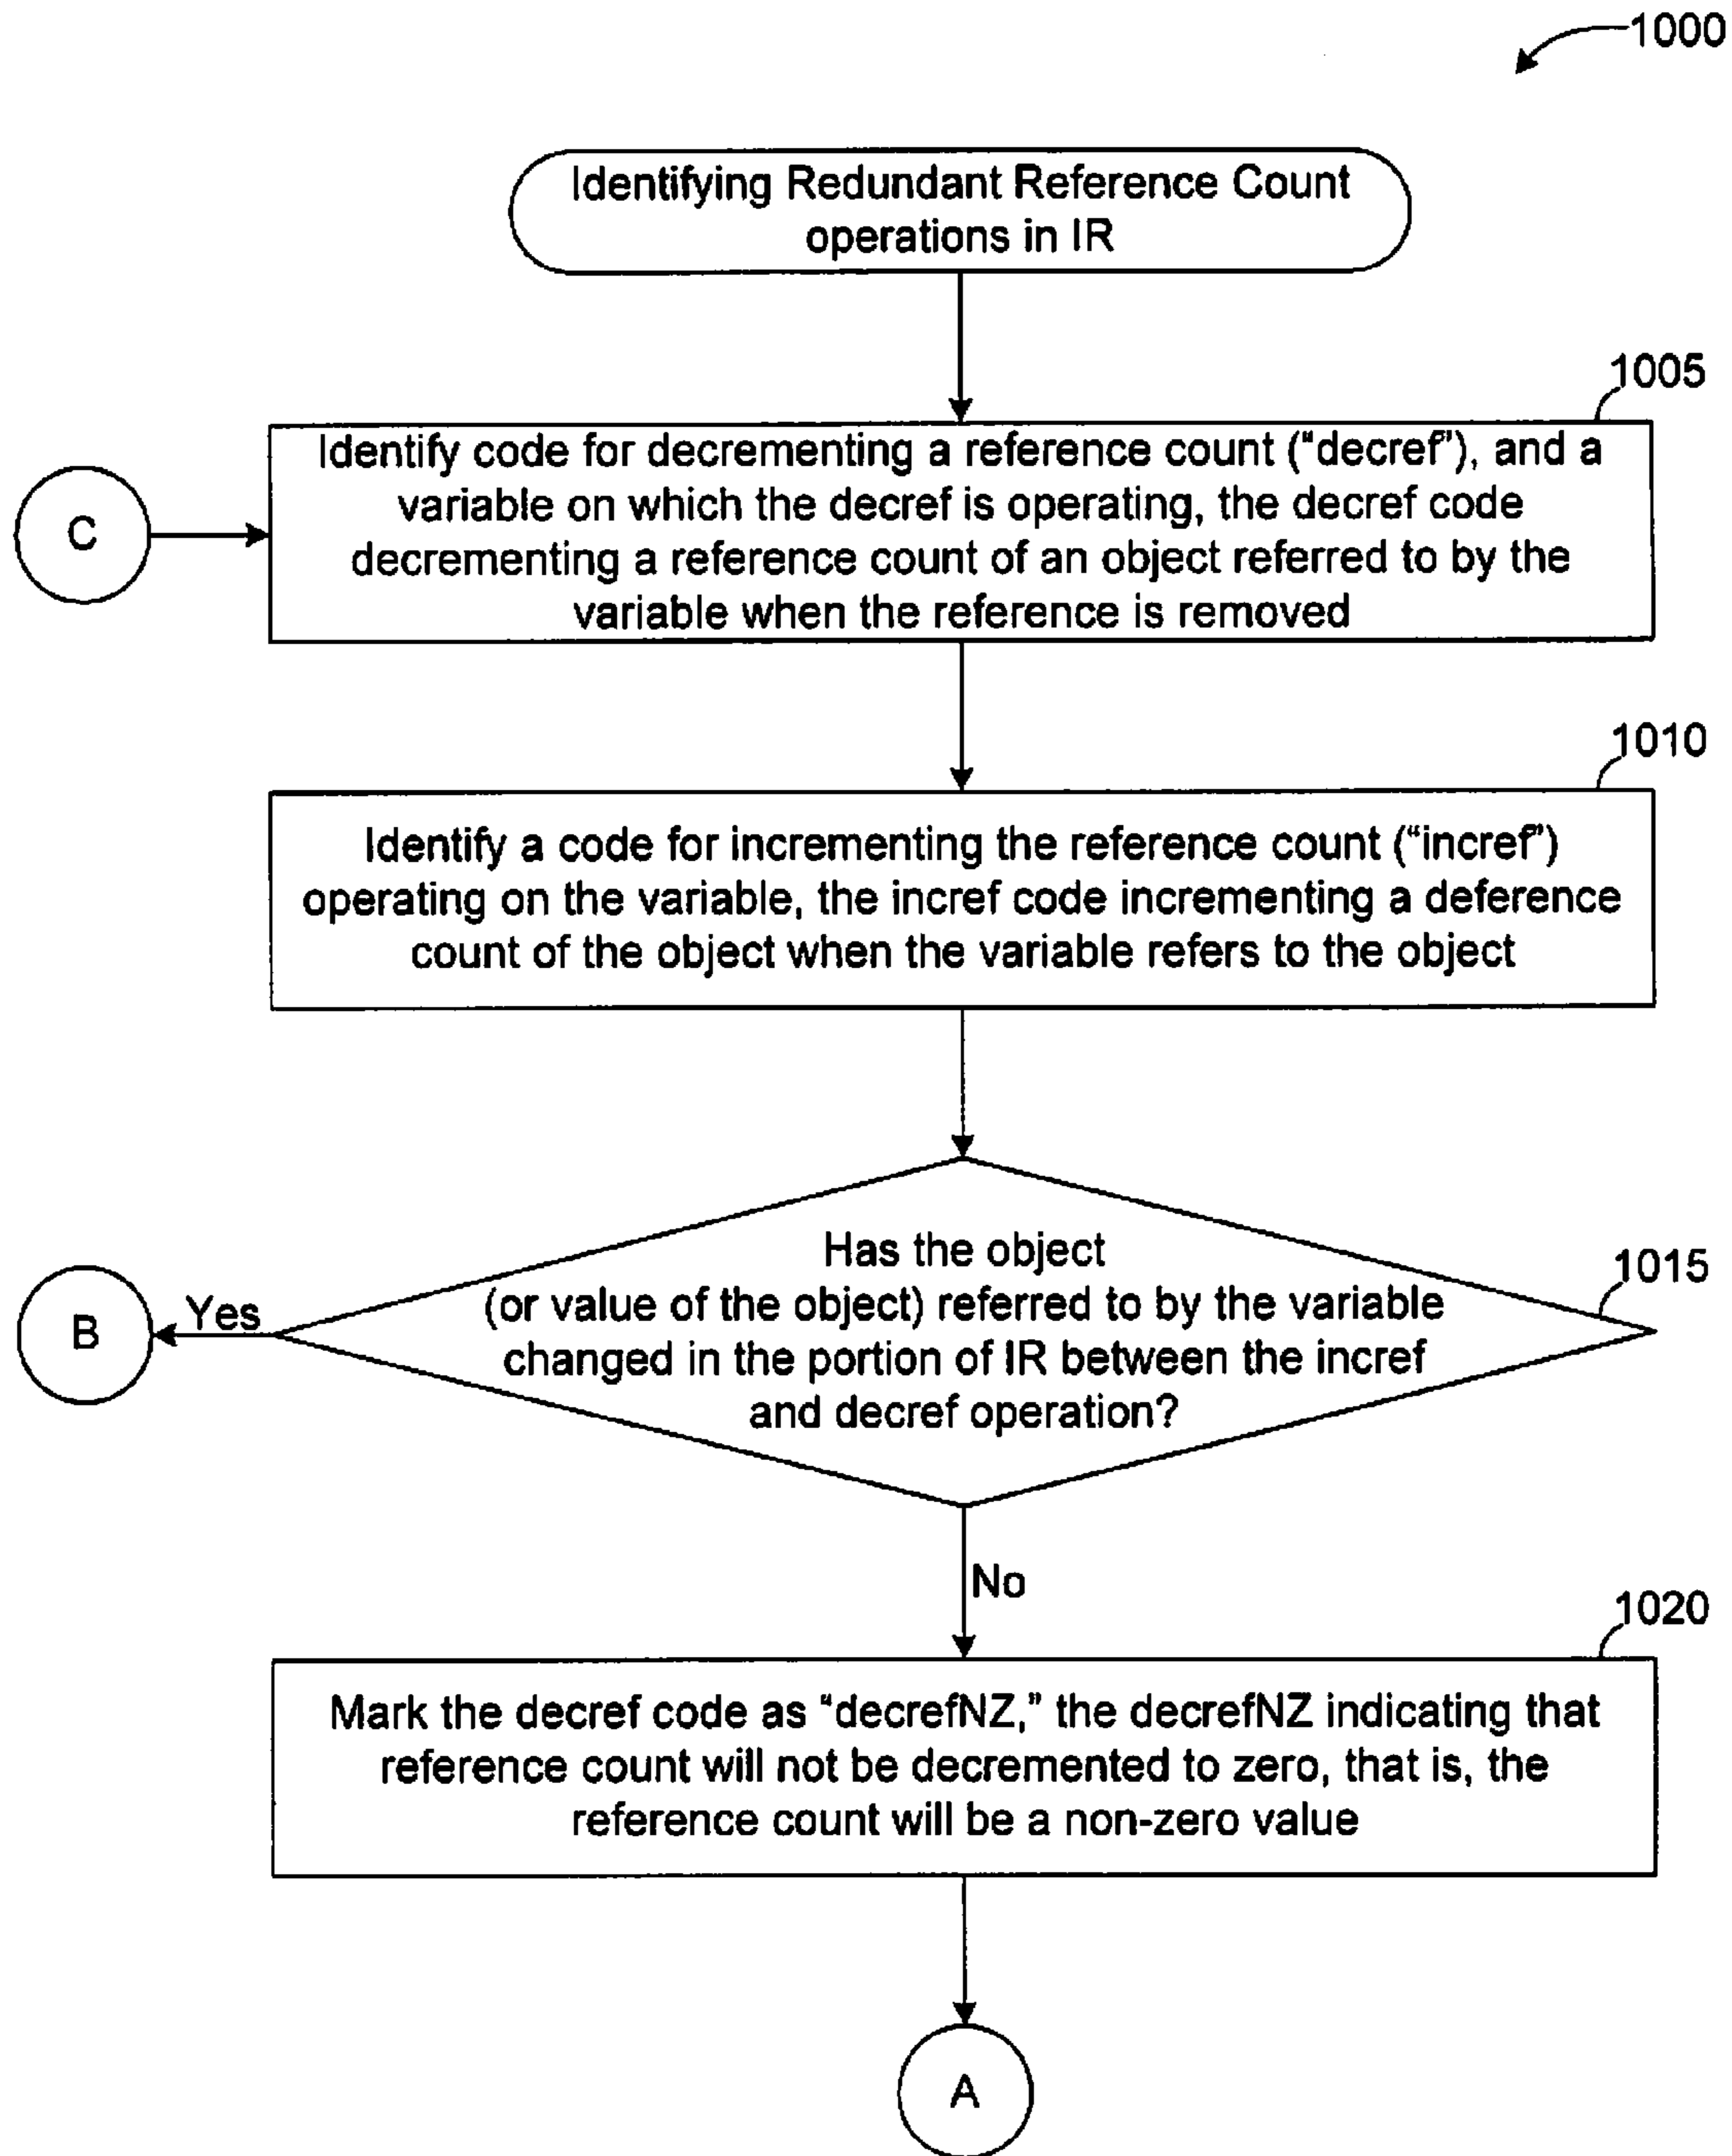 1000
Identifying Redundant Reference Count
operations in IR
1005
Identify code for decrementing a reference count (“decref”), and a
variable on which the decref is operating, the decref code
decrementing a reference count of an object referred to by the
variable when the reference is removed
C
1010
Identify a code for incrementing the reference count (“incref”)
operating on the variable, the incref code incrementing a deference
count of the object when the variable refers to the object
1015
Has the object
(or value of the object) referred to by the variable
changed in the portion of IR between the incref
and decref operation?
Yes
B
No
1020
Mark the decref code as “decrefNZ,” the decrefNZ indicating that
reference count will not be decremented to zero, that is, the
reference count will be a non-zero value
A